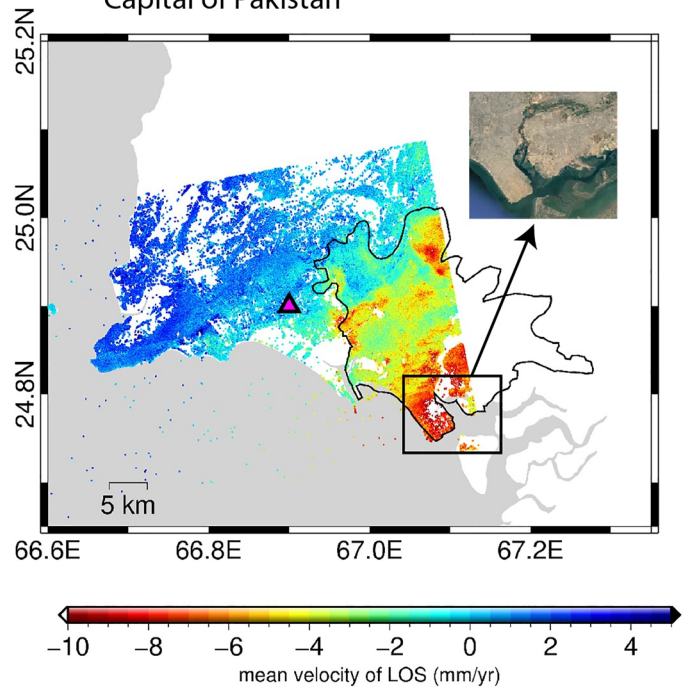 Capital of Pakistan
25.2N
25.0N
24.8N
5 km
66.6E 66.8E 67.0E 67.2E
−10 −8 −6 −4 −2 0 2 4
mean velocity of LOS (mm/yr)